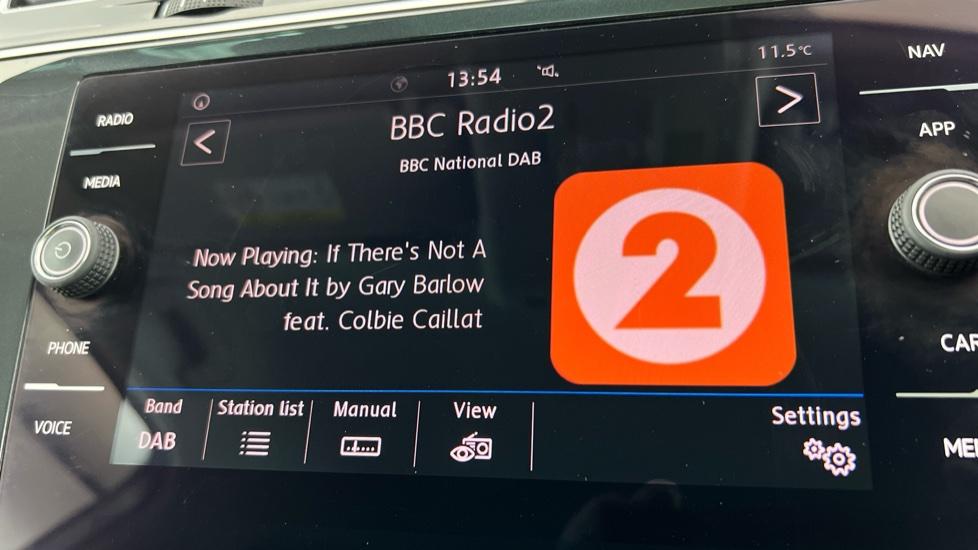 NAV
13:54
11.5°C
RADIO
<
BBC Radio2
>
APP
BBC National DAB
MEDIA
2
Now Playing: If There's Not A
Song About It by Gary Barlow
feat. Colbie Caillat
PHONE
CAR
VOICE
Band
Station list
Manual
View
Settings
DAB